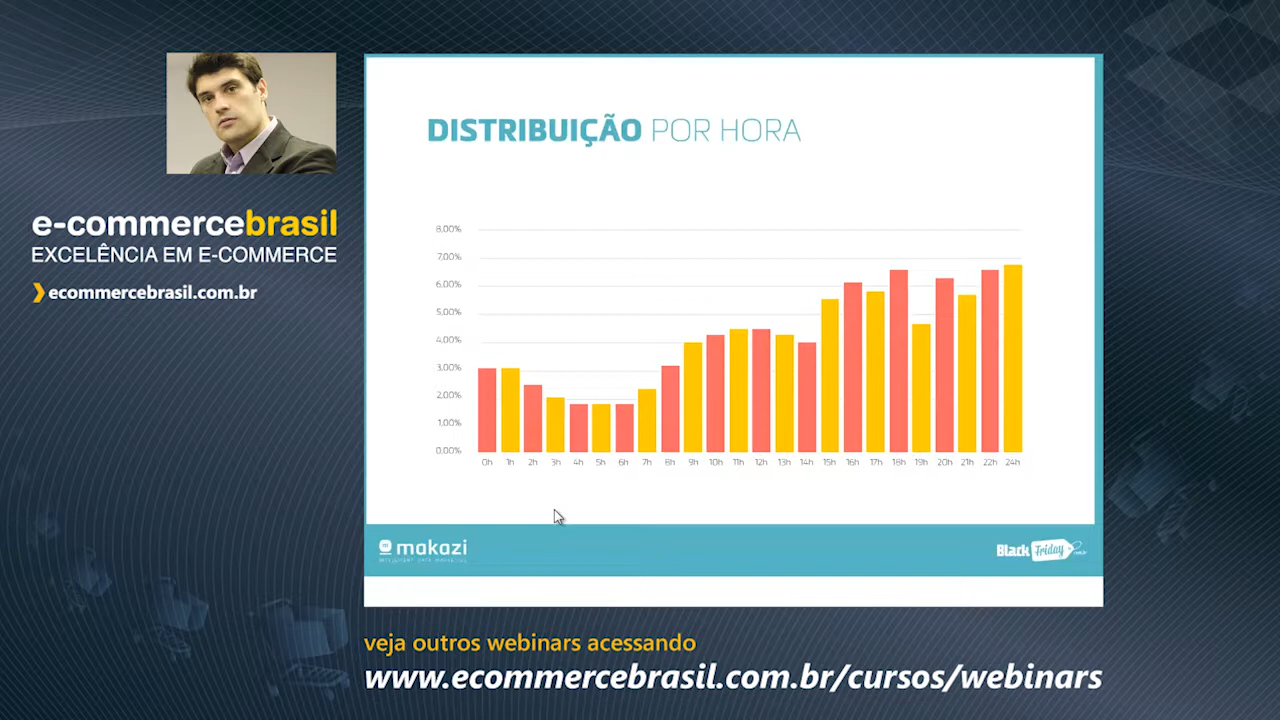 e-commercebrasil
EXCELÊNCIA EM E-COMMERCE
ecommercebrasil.com.br
DISTRIBUIÇÃO POR HORA
8.00%
7.00%
6.00%
5.00%
4.00%
3.00%
2.00%
1.00%
0.00%
0h 1h 2h 3h 4h 5h 6h 7h 8h 9h 10h 11h 12h 13h 14h 15h 16h 17h 18h 19h 20h 21h 22h 24h
makazi
Black Friday
veja outros webinars acessando
www.ecommercebrasil.com.br/cursos/webinars